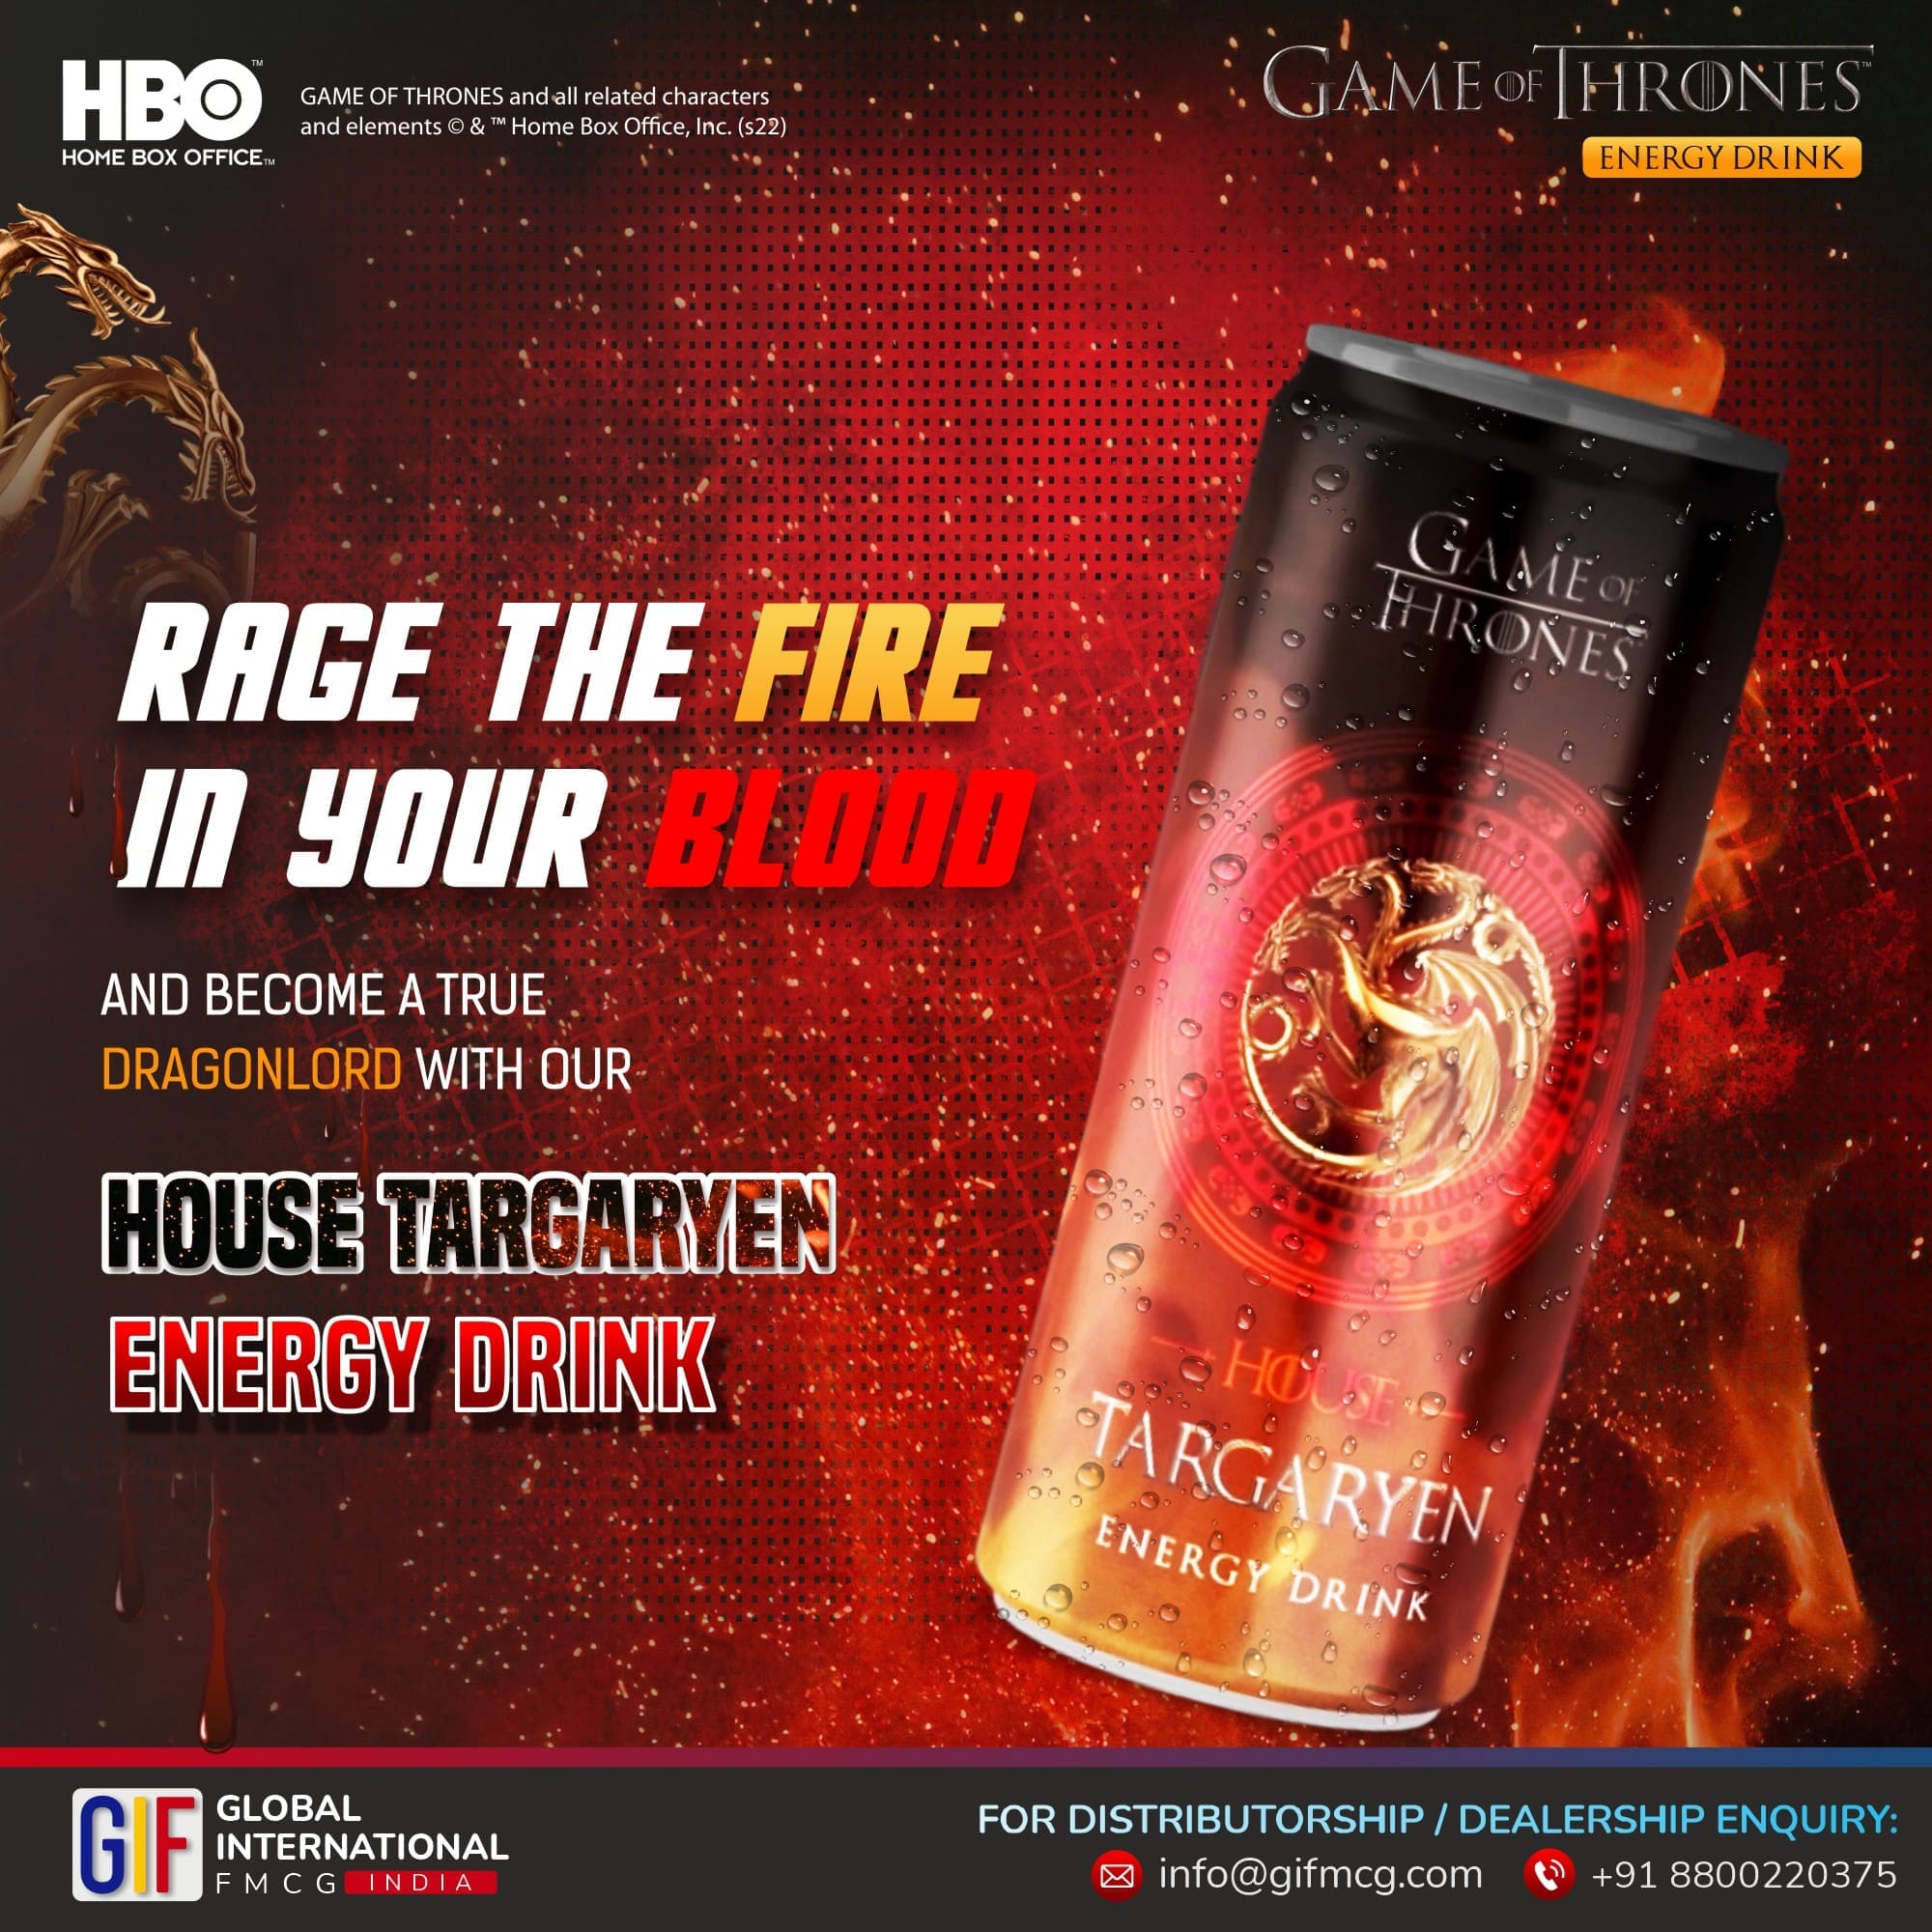 HBO™
HOME BOX OFFICE™
GAME OF THRONES and all related characters
and elements © & ™ Home Box Office, Inc. (s22)
GAME OF THRONES™
ENERGY DRINK
RAGE THE FIRE
IN YOUR BLOOD
AND BECOME A TRUE
DRAGONLORD WITH OUR
HOUSE TARGARYEN
ENERGY DRINK
GAME OF
THRONES
HOUSE
TARGARYEN
ENERGY DRINK
GIF
GLOBAL
INTERNATIONAL
FMCG INDIA
FOR DISTRIBUTORSHIP / DEALERSHIP ENQUIRY:
info@gifmcg.com +91 8800220375